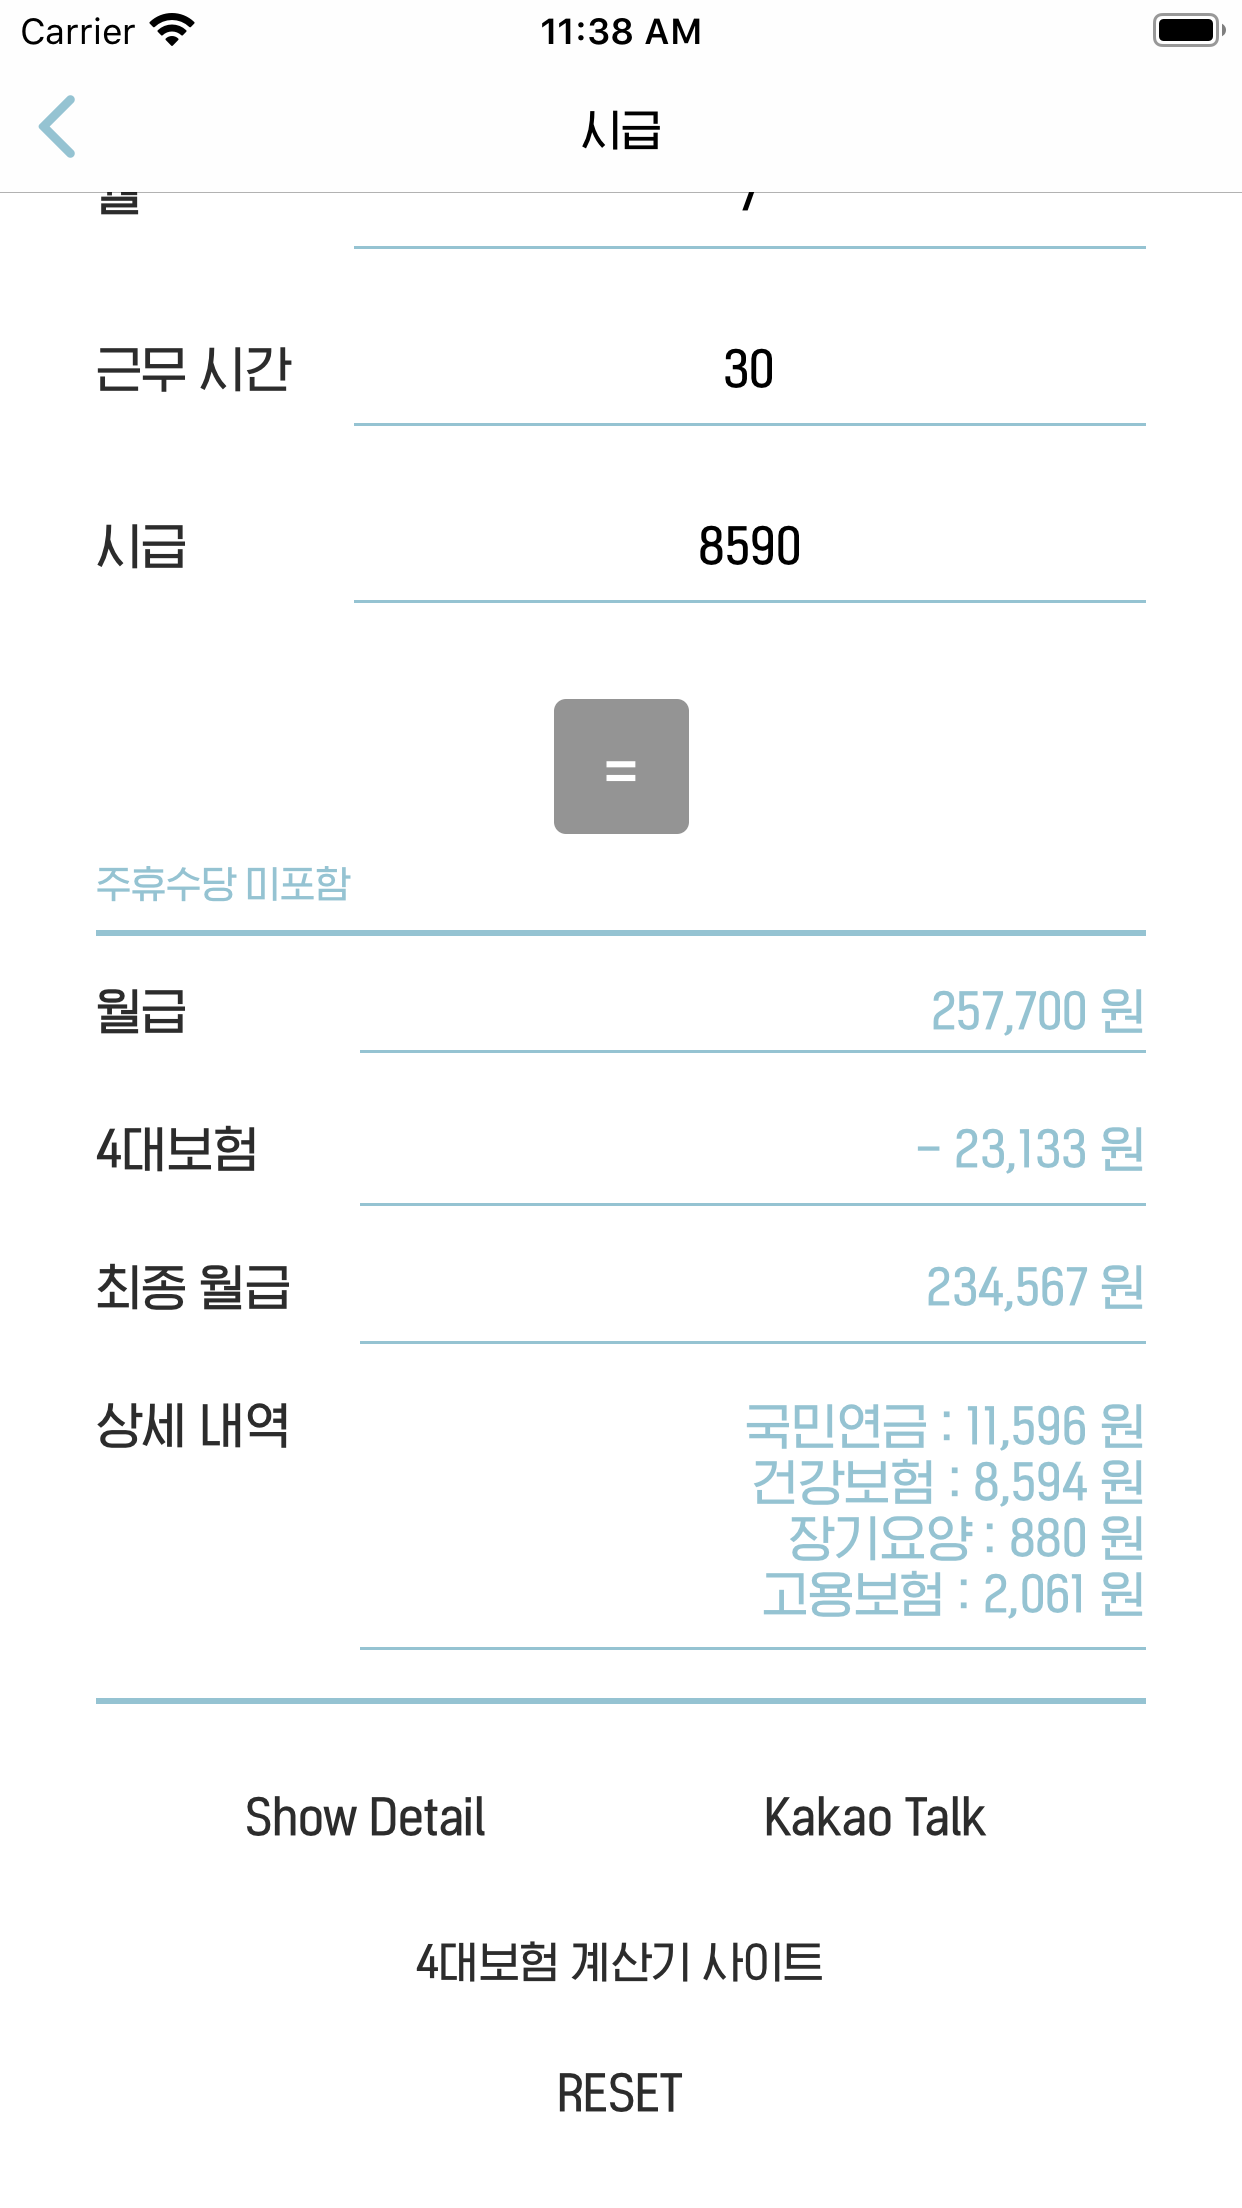 Carrier 11:38 AM
시급
월 7
근무 시간 30
시급 8590
=
주휴수당 미포함
월급 257,700 원
4대보험 - 23,133 원
최종 월급 234,567 원
상세 내역 국민연금 : 11,596 원
건강보험 : 8,594 원
장기요양 : 880 원
고용보험 : 2,061 원
Show Detail Kakao Talk
4대보험 계산기 사이트
RESET